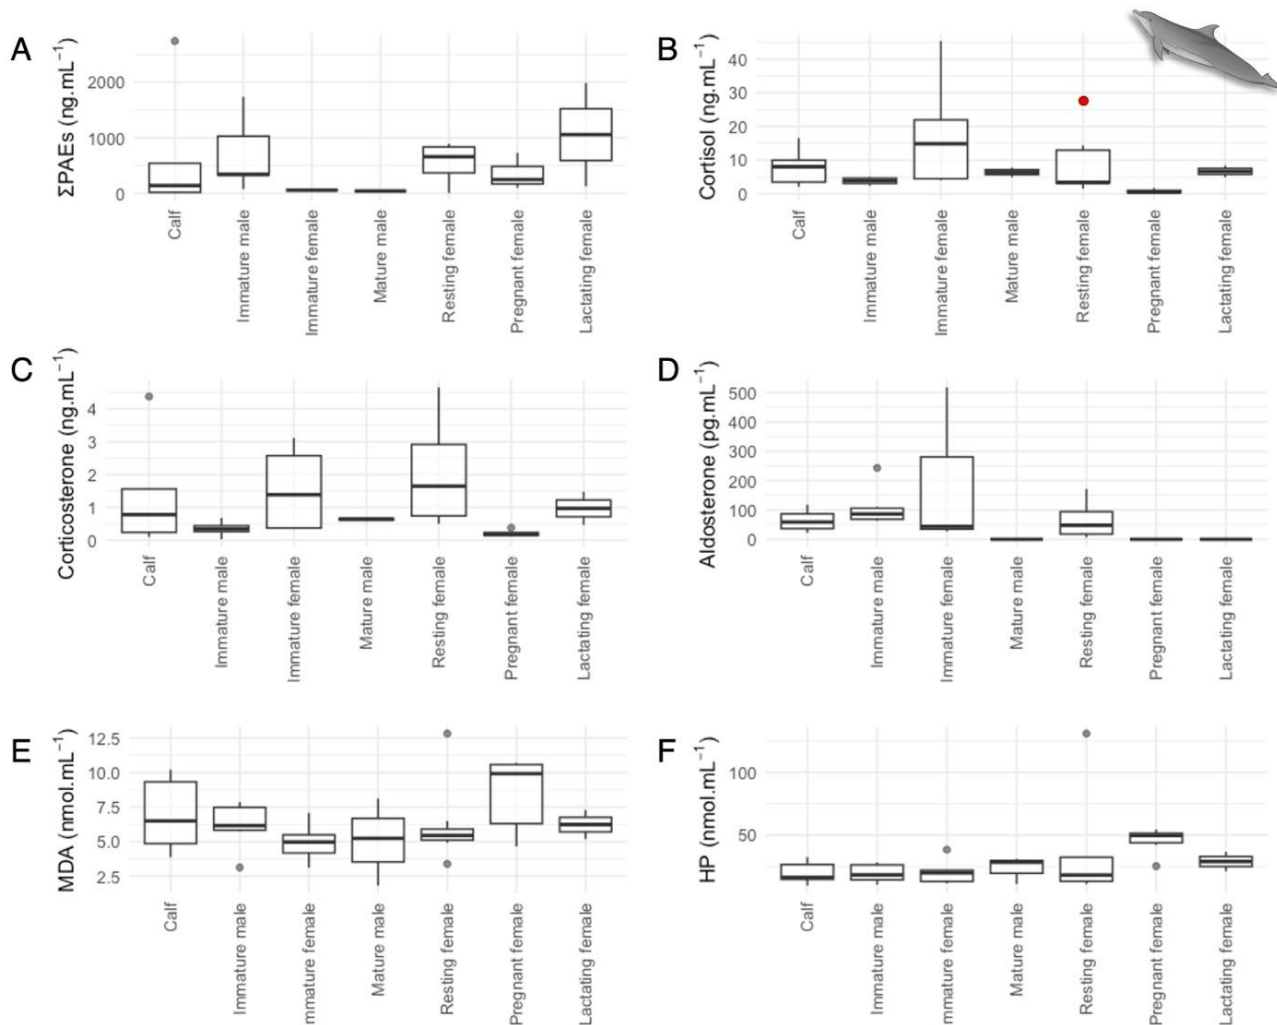 A
ΣPAEs (ng.mL⁻¹)
2000
1000
0
Calf
Immature male
Immature female
Mature male
Resting female
Pregnant female
Lactating female
B
Cortisol (ng.mL⁻¹)
40
30
20
10
0
Calf
Immature male
Immature female
Mature male
Resting female
Pregnant female
Lactating female
C
Corticosterone (ng.mL⁻¹)
4
3
2
1
0
Calf
Immature male
Immature female
Mature male
Resting female
Pregnant female
Lactating female
D
Aldosterone (pg.mL⁻¹)
500
400
300
200
100
0
Calf
Immature male
Immature female
Mature male
Resting female
Pregnant female
Lactating female
E
MDA (nmol.mL⁻¹)
12.5
10.0
7.5
5.0
2.5
Calf
Immature male
mmature female
Mature male
Resting female
Pregnant female
Lactating female
F
HP (nmol.mL⁻¹)
100
50
Calf
Immature male
mmature female
Mature male
Resting female
Pregnant female
Lactating female